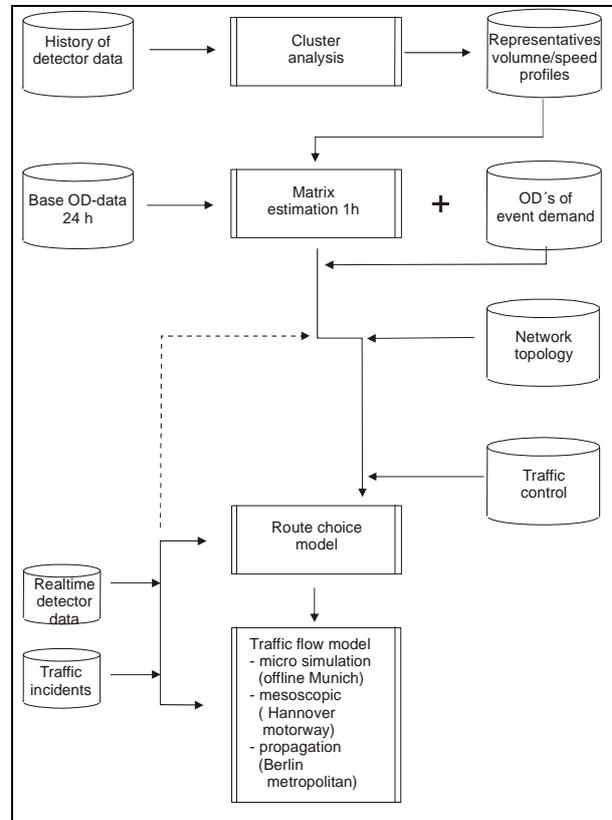 History of
detector data
Cluster
analysis
Representatives
volumne/speed
profiles
Base OD-data
24 h
Matrix
estimation 1h
+
OD´s of
event demand
Network
topology
Traffic
control
Route choice
model
Realtime
detector
data
Traffic
incidents
Traffic flow model
- micro simulation
(offline Munich)
- mesoscopic
( Hannover
motorway)
- propagation
(Berlin
metropolitan)